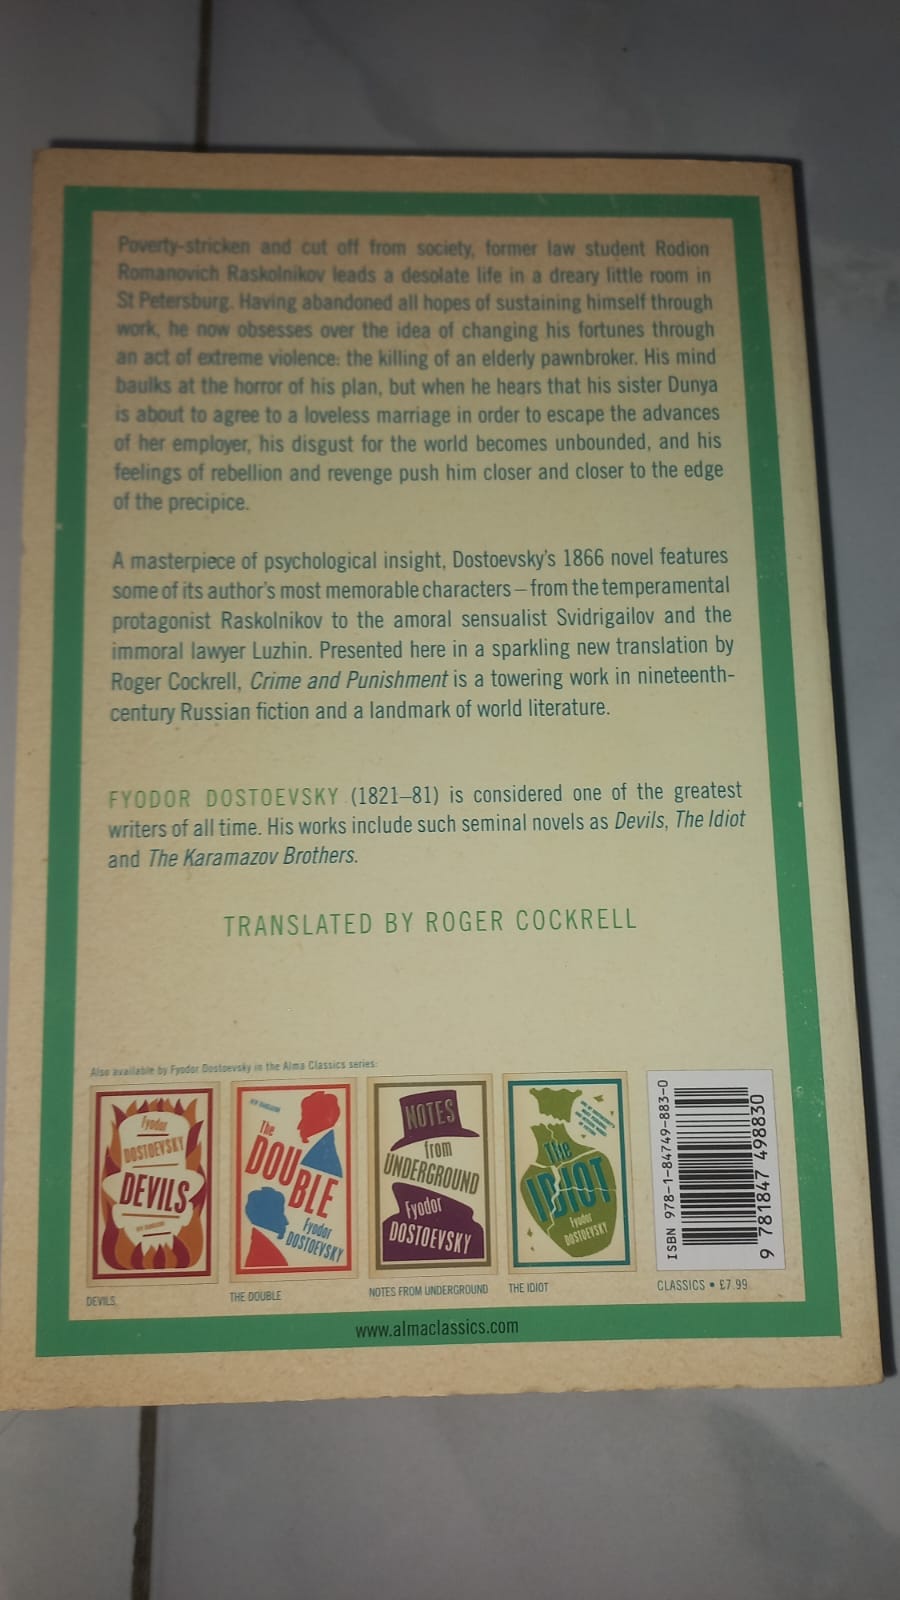 Poverty-stricken and cut off from society, former law student Rodion
Romanovich Raskolnikov leads a desolate life in a dreary little room in
St Petersburg. Having abandoned all hopes of sustaining himself through
work, he now obsesses over the idea of changing his fortunes through
an act of extreme violence: the killing of an elderly pawnbroker. His mind
baulks at the horror of his plan, but when he hears that his sister Dunya
is about to agree to a loveless marriage in order to escape the advances
of her employer, his disgust for the world becomes unbounded, and his
feelings of rebellion and revenge push him closer and closer to the edge
of the precipice.
A masterpiece of psychological insight, Dostoevsky's 1866 novel features
some of its author's most memorable characters – from the temperamental
protagonist Raskolnikov to the amoral sensualist Svidrigailov and the
immoral lawyer Luzhin. Presented here in a sparkling new translation by
Roger Cockrell, Crime and Punishment is a towering work in nineteenth-
century Russian fiction and a landmark of world literature.
FYODOR DOSTOEVSKY (1821–81) is considered one of the greatest
writers of all time. His works include such seminal novels as Devils, The Idiot
and The Karamazov Brothers.
TRANSLATED BY ROGER COCKRELL
Also available by Fyodor Dostoevsky in the Alma Classics series:
Fyodor
DOSTOEVSKY
DEVILS
DEVILS
The
DOUBLE
Fyodor
DOSTOEVSKY
THE DOUBLE
NOTES
from
UNDERGROUND
Fyodor
DOSTOEVSKY
NOTES FROM UNDERGROUND
The
IDIOT
Fyodor
DOSTOEVSKY
THE IDIOT
ISBN 978-1-84749-883-0
9 781847 498830
CLASSICS • £7.99
www.almaclassics.com